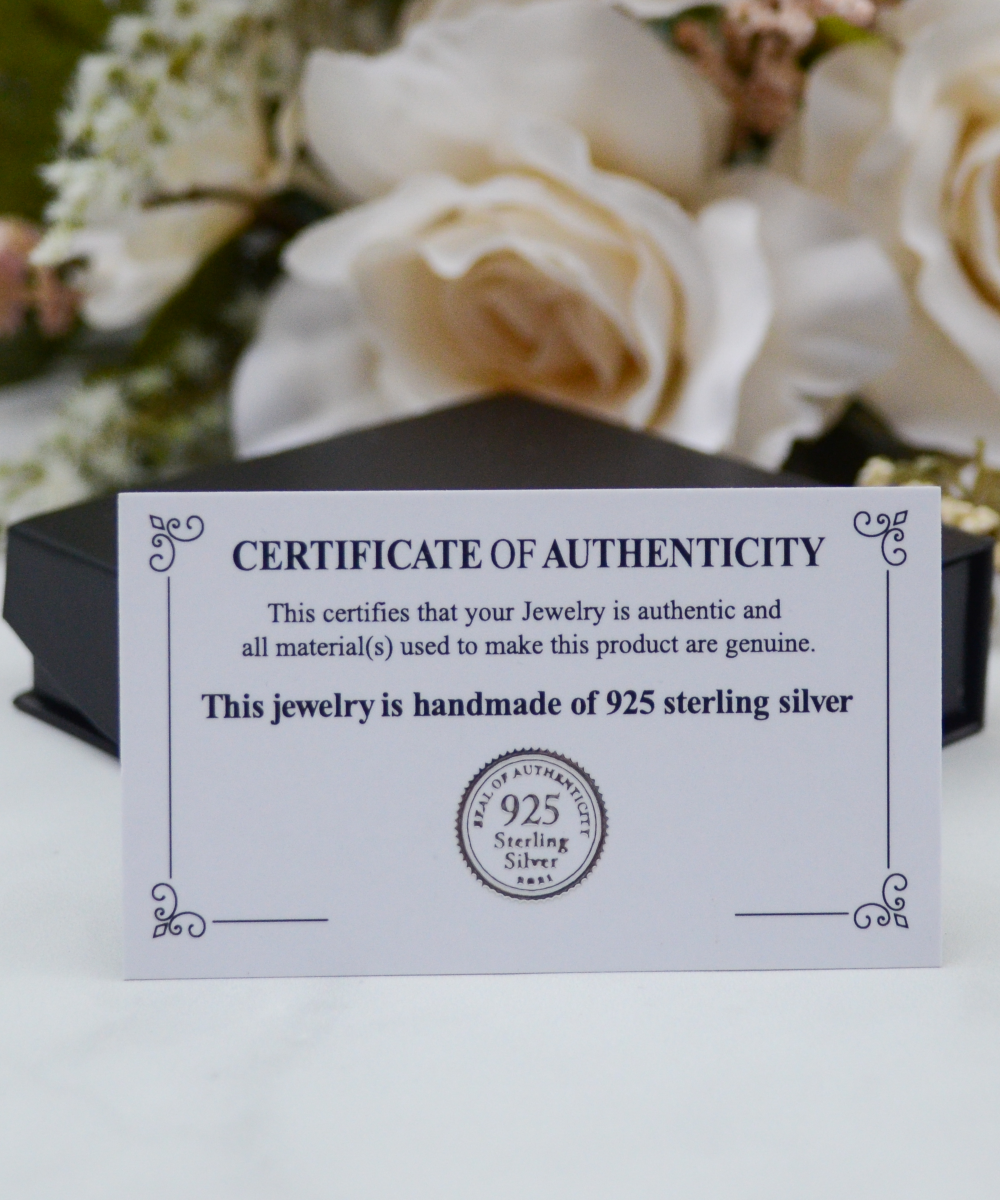 CERTIFICATE OF AUTHENTICITY
This certifies that your Jewelry is authentic and
all material(s) used to make this product are genuine.
This jewelry is handmade of 925 sterling silver
SEAL OF AUTHENTICITY
925
Sterling
Silver